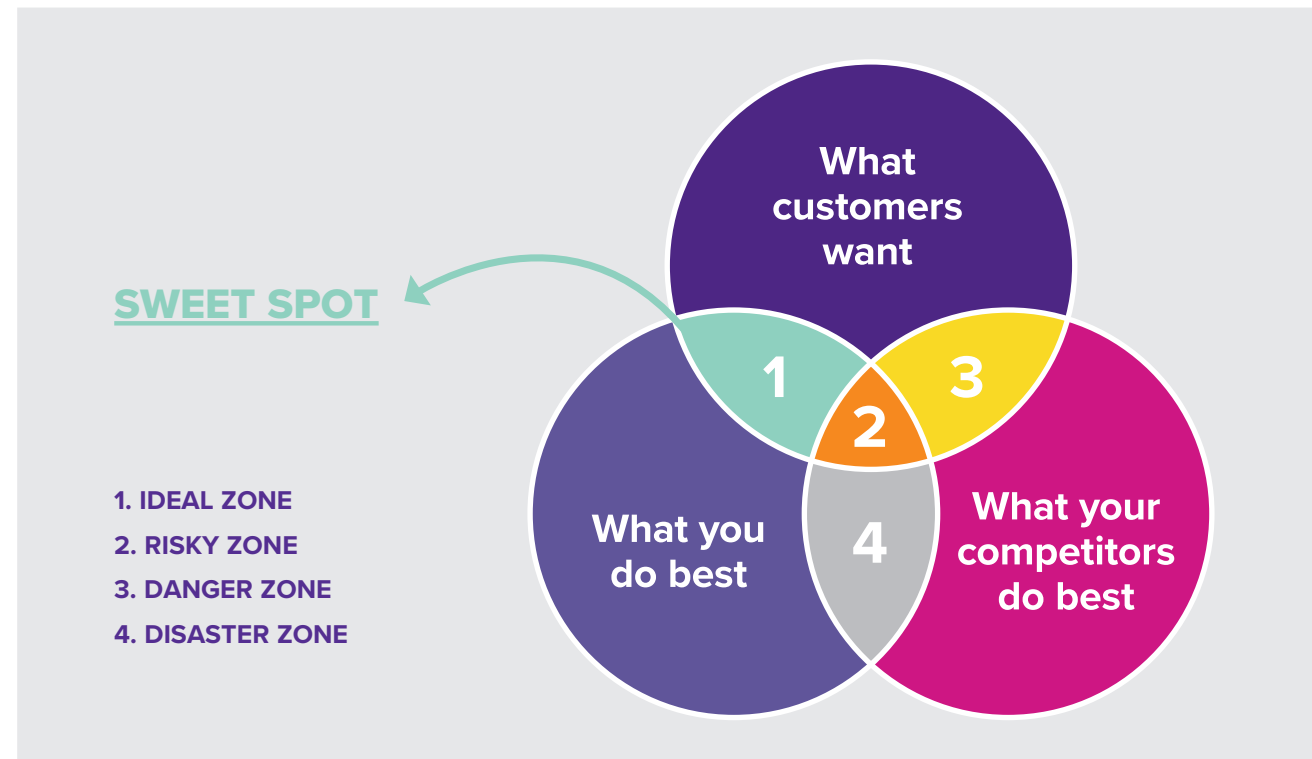 What
customers
want
SWEET SPOT
1
3
2
1. IDEAL ZONE
2. RISKY ZONE
3. DANGER ZONE
4. DISASTER ZONE
What you
do best
4
What your
competitors
do best